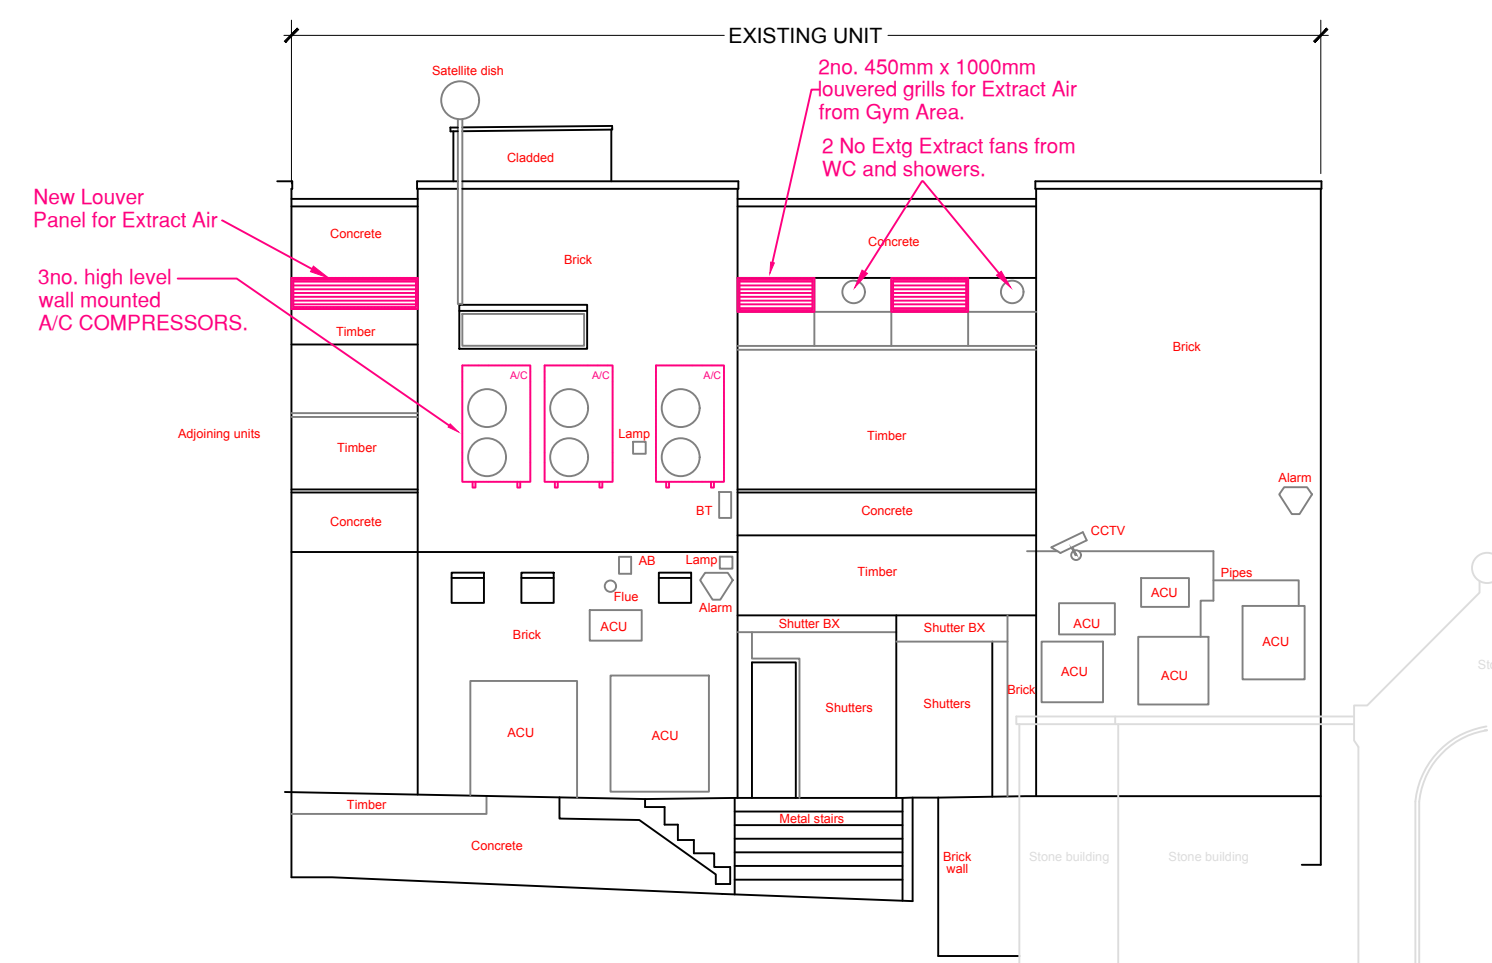 EXISTING UNIT
Satellite dish
2no. 450mm x 1000mm
louvered grills for Extract Air
from Gym Area.
2 No Extg Extract fans from
WC and showers.
Cladded
New Louver
Panel for Extract Air
Concrete
Concrete
Brick
3no. high level
wall mounted
A/C COMPRESSORS.
Timber
Brick
A/C
A/C
A/C
Adjoining units
Timber
Lamp
Timber
Alarm
BT
Concrete
Concrete
CCTV
AB
Lamp
Timber
Pipes
Flue
Alarm
ACU
ACU
Brick
ACU
Shutter BX
Shutter BX
ACU
ACU
ACU
ACU
Brick
Shutters
Shutters
ACU
ACU
Timber
Metal stairs
Concrete
Brick
wall
Stone building
Stone building